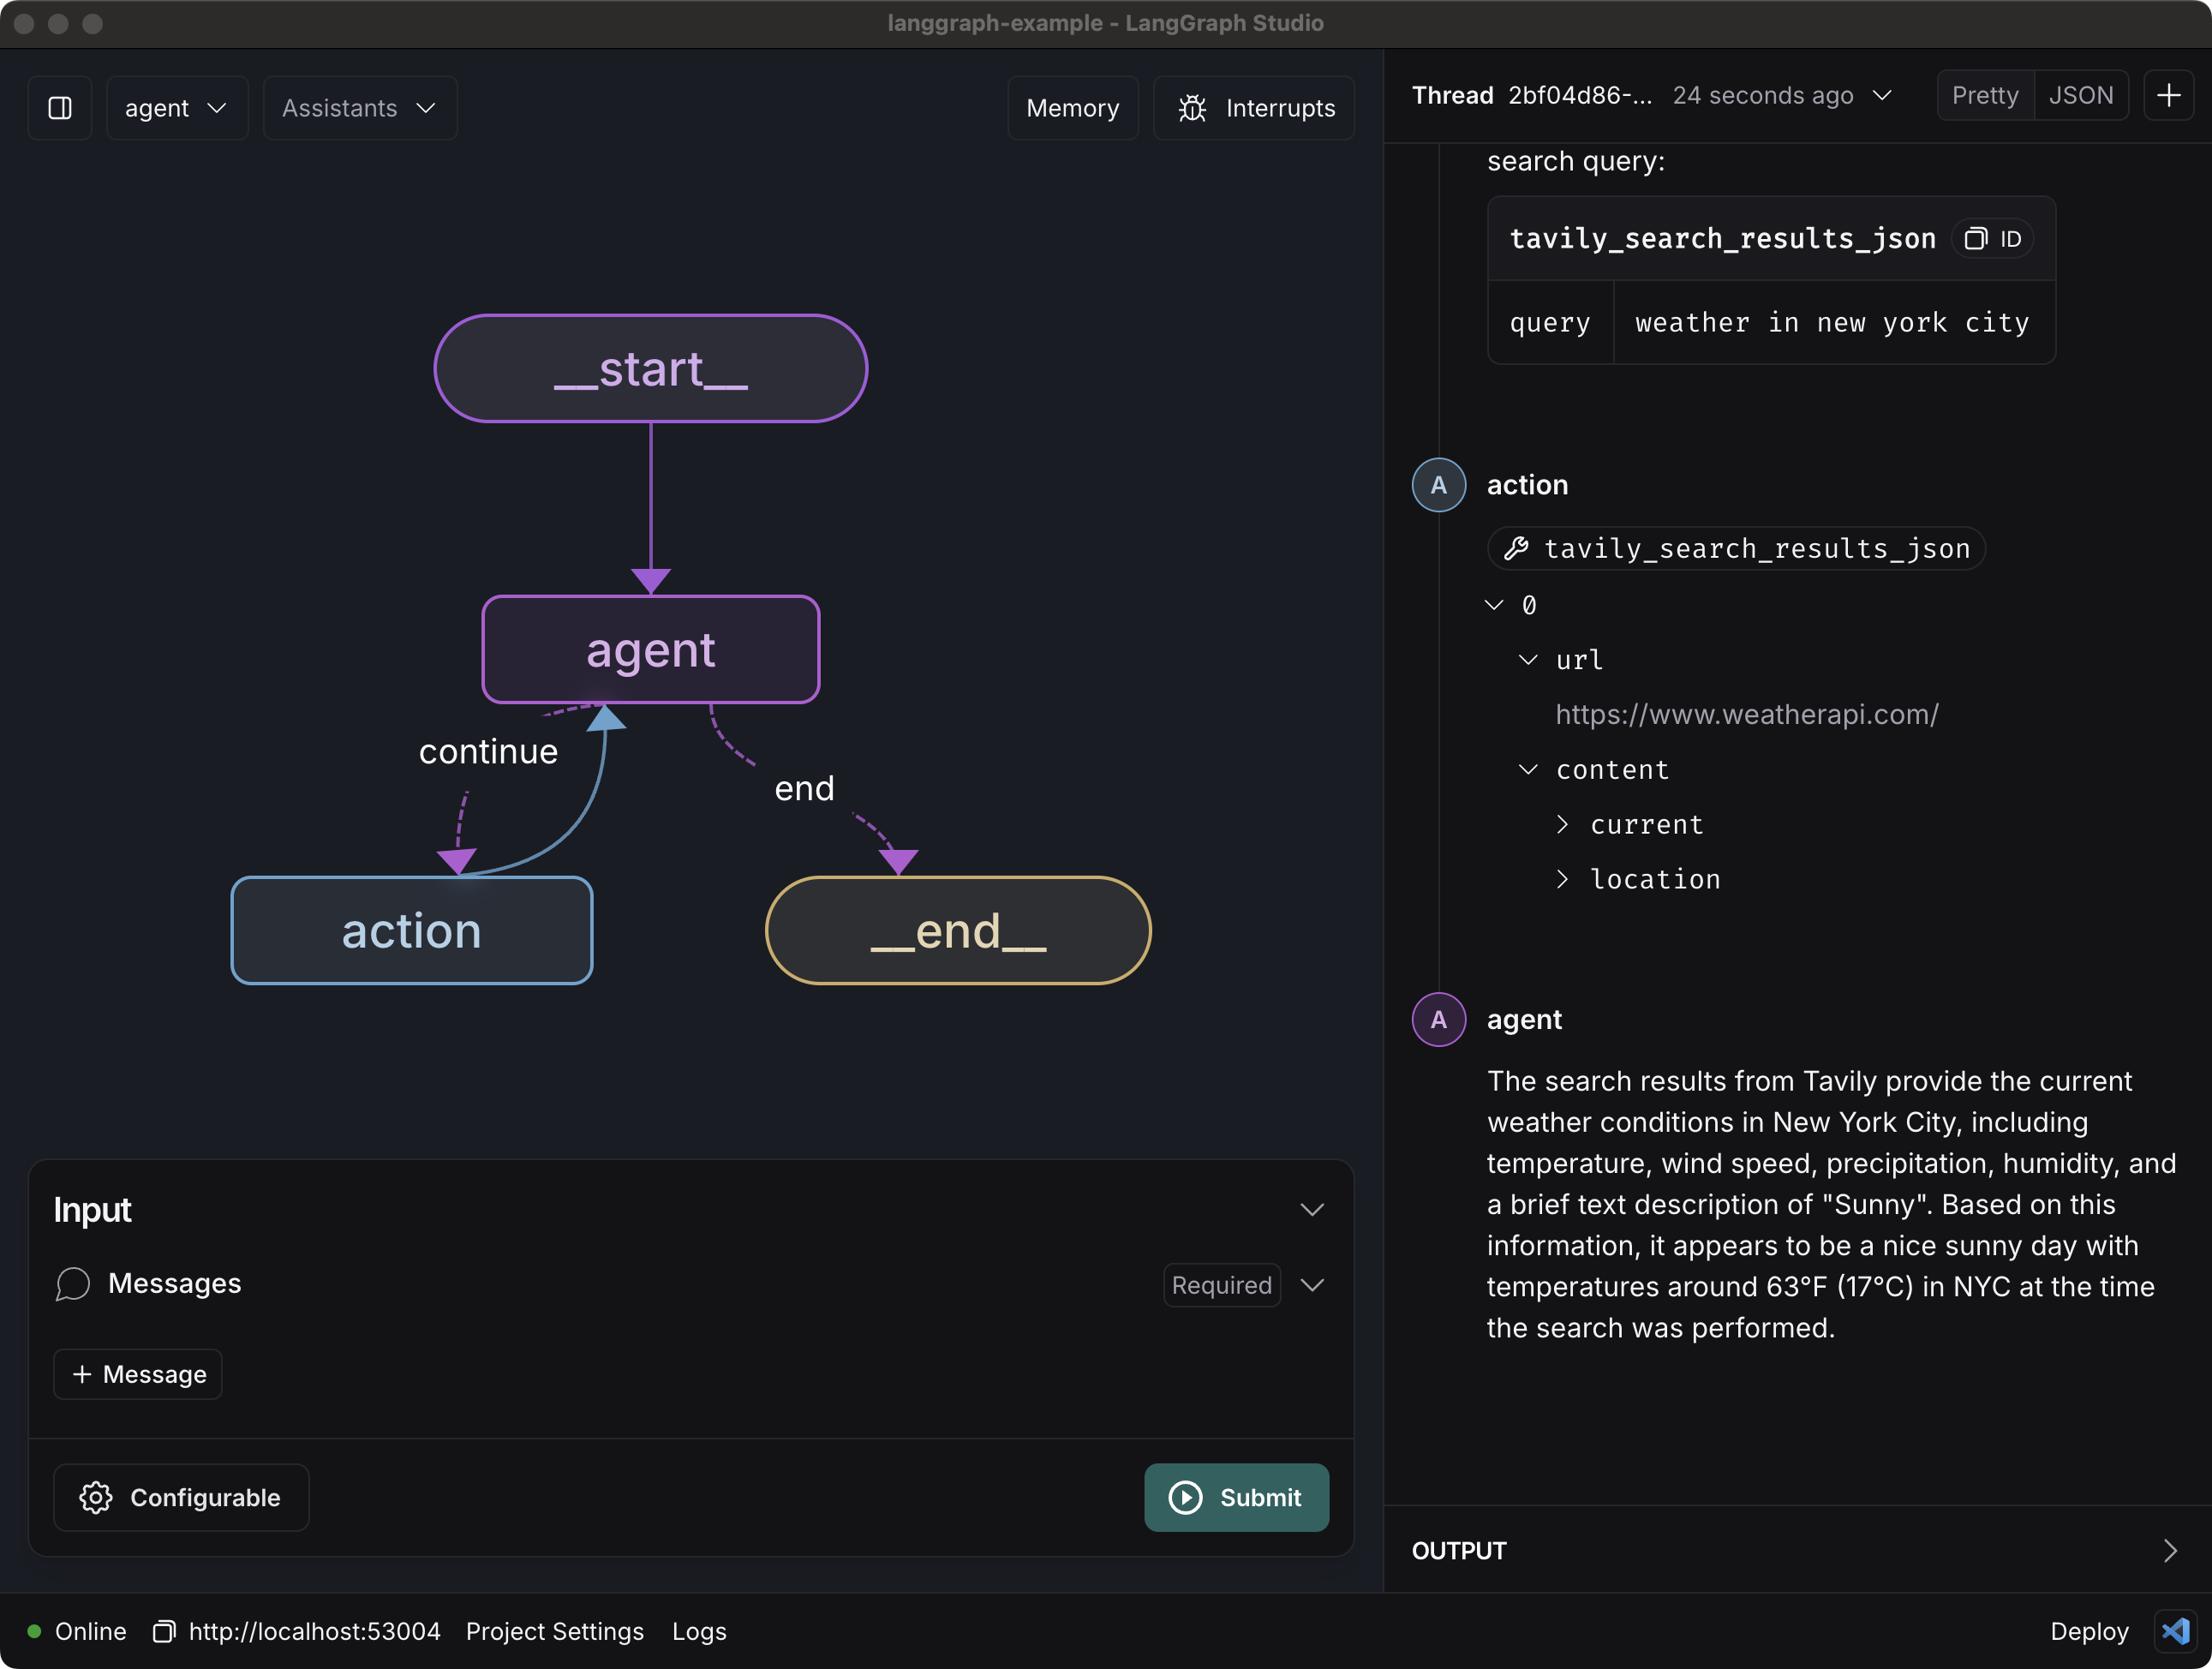 langgraph-example - LangGraph Studio
agent
Assistants
Memory
Interrupts
__start__
agent
continue
end
action
__end__
Input
Messages
Required
+ Message
Configurable
Submit
Thread 2bf04d86-... 24 seconds ago
Pretty
JSON
search query:
tavily_search_results_json
ID
query
weather in new york city
A
action
tavily_search_results_json
0
url
https://www.weatherapi.com/
content
current
location
A
agent
The search results from Tavily provide the current
weather conditions in New York City, including
temperature, wind speed, precipitation, humidity, and
a brief text description of "Sunny". Based on this
information, it appears to be a nice sunny day with
temperatures around 63°F (17°C) in NYC at the time
the search was performed.
OUTPUT
Online
http://localhost:53004
Project Settings
Logs
Deploy